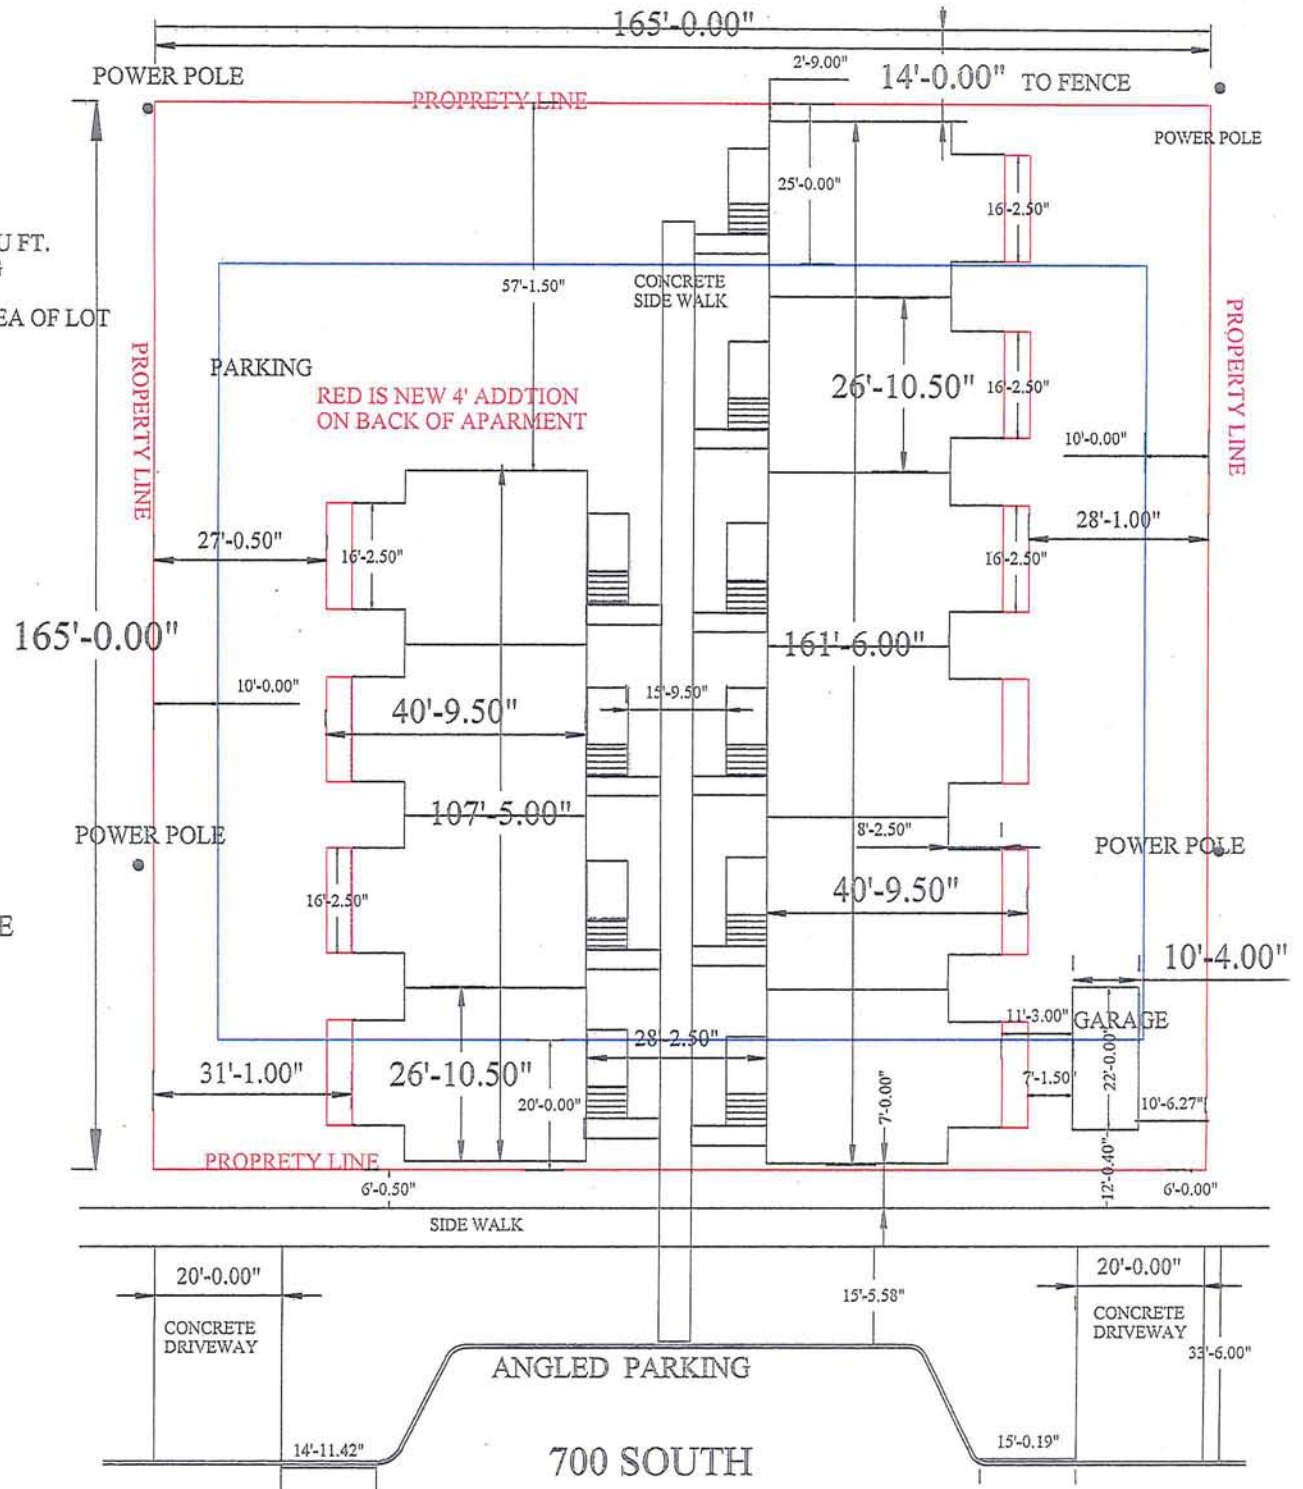 165'-0.00"
2'-9.00"
14'-0.00" TO FENCE
POWER POLE
PROPRETY LINE
POWER POLE
25'-0.00"
16'-2.50"
U FT.
EA OF LOT
57'-1.50"
CONCRETE
SIDE WALK
PROPERTY LINE
PROPERTY LINE
PARKING
RED IS NEW 4' ADDTION
ON BACK OF APARMENT
26'-10.50"
16'-2.50"
10'-0.00"
28'-1.00"
27'-0.50"
16'-2.50"
16'-2.50"
165'-0.00"
161'-6.00"
10'-0.00"
15'-9.50"
40'-9.50"
107'-5.00"
POWER POLE
8'-2.50"
POWER POLE
40'-9.50"
16'-2.50"
E
10'-4.00"
11'-3.00"
GARAGE
28'-2.50"
22'-0.00"
31'-1.00"
26'-10.50"
7'-1.50"
20'-0.00"
7'-0.00"
10'-6.27"
PROPRETY LINE
12'-0.40"
6'-0.50"
6'-0.00"
SIDE WALK
20'-0.00"
20'-0.00"
15'-5.58"
CONCRETE
DRIVEWAY
CONCRETE
DRIVEWAY
33'-6.00"
ANGLED PARKING
14'-11.42"
15'-0.19"
700 SOUTH